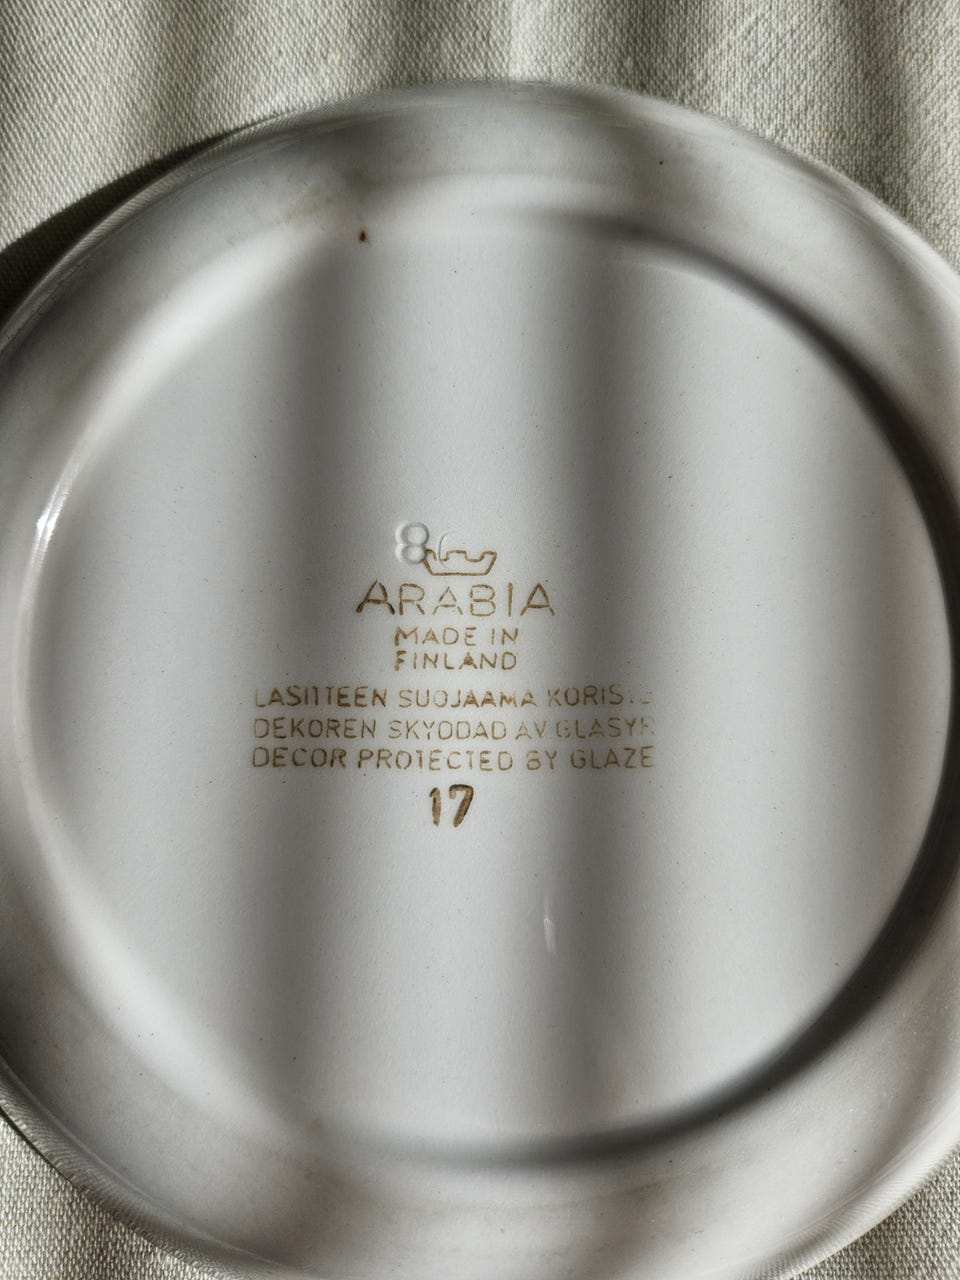 8
ARABIA
MADE IN
FINLAND
LASITTEEN SUOJAAMA
DEKOREN SKYDDAD AV GLASYR
DECOR PROTECTED BY GLAZE
17